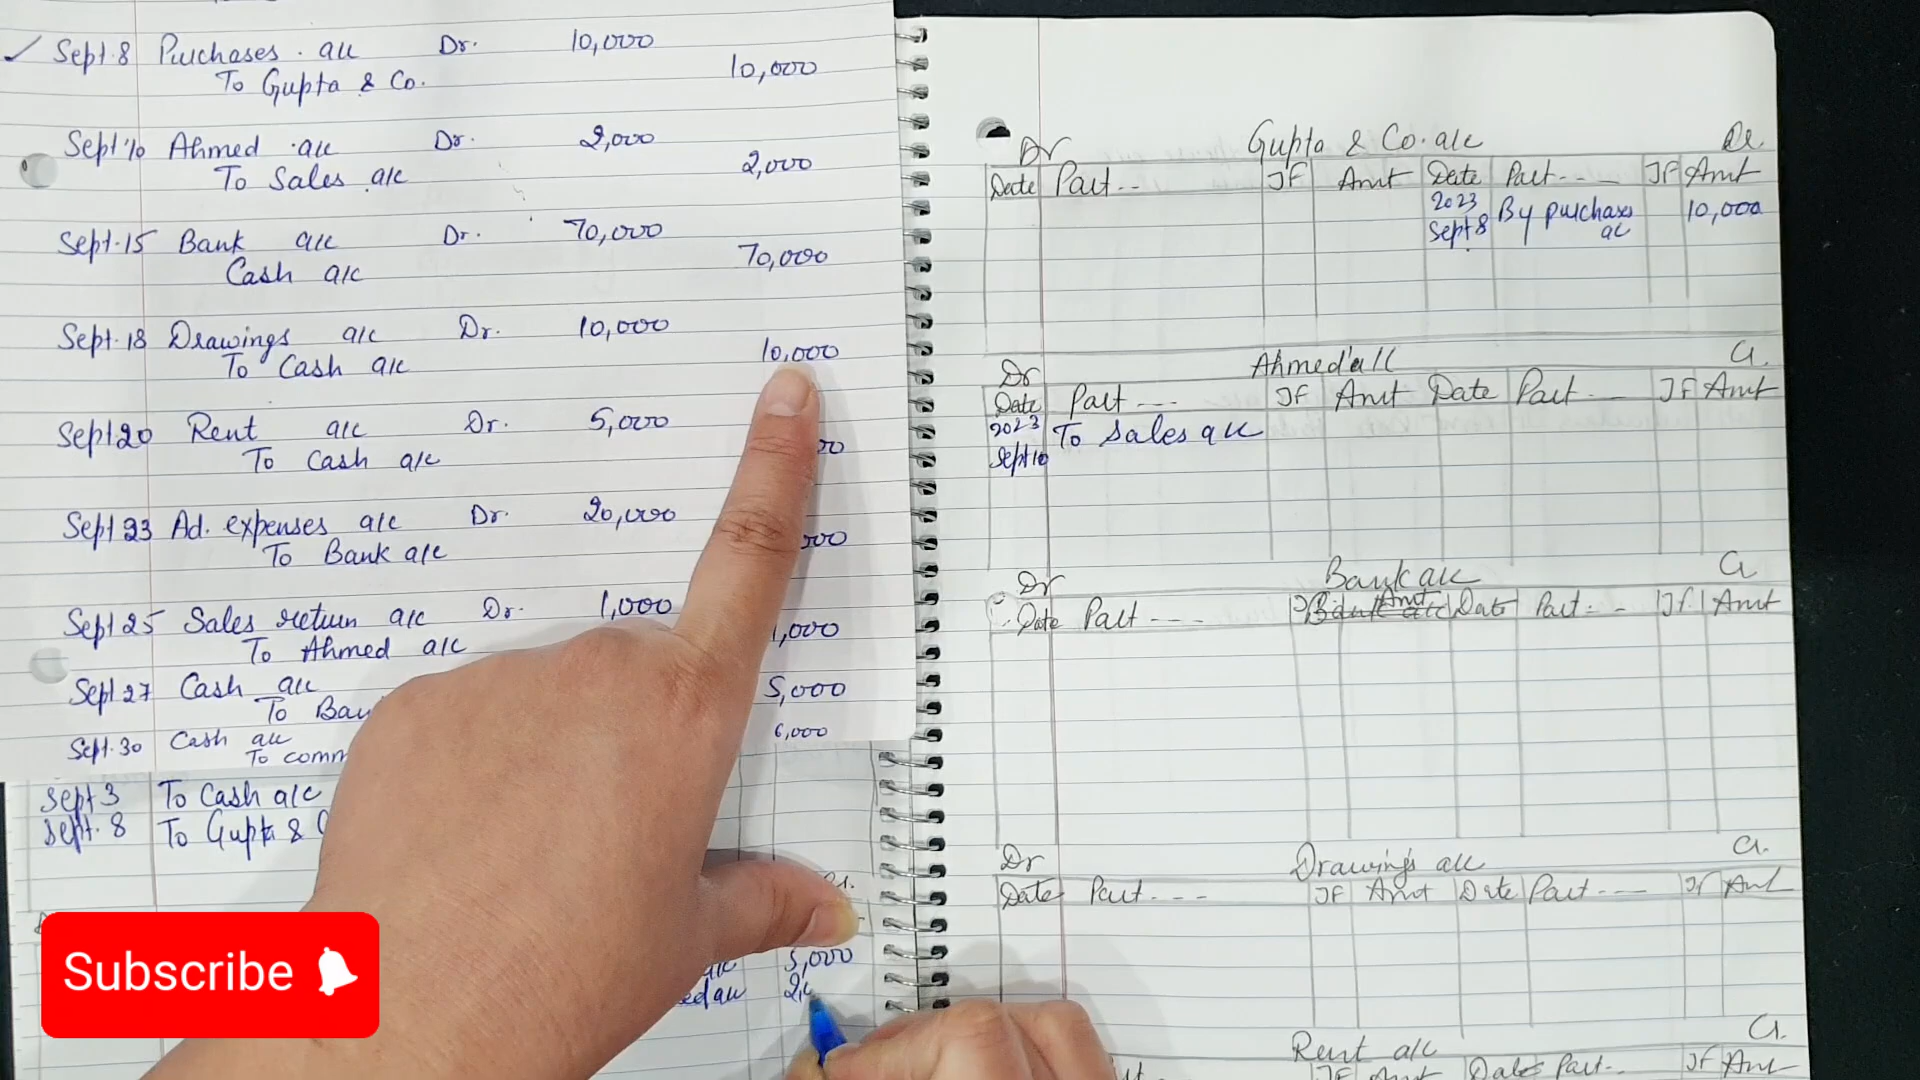 Sept.8 Purchases a/c Dr. 10,000
To Gupta & Co. 10,000
Sept 10 Ahmed a/c Dr. 2,000
To Sales a/c 2,000
Sept.15 Bank a/c Dr. 70,000
Cash a/c 70,000
Sept.18 Drawings a/c Dr. 10,000
To Cash a/c 10,000
Sept 20 Rent a/c Dr. 5,000
To Cash a/c
Sept 23 Ad. expenses a/c Dr. 20,000
To Bank a/c
Sept 25 Sales return a/c Dr. 1,000
To Ahmed a/c 1,000
Sept 27 Cash a/c 5,000
To
Sept.30 Cash a/c 6,000
To
Sept 3 To Cash a/c
Sept. 8 To Gupta &
5,000
Subscribe
Gupta & Co. a/c
Dr Cr.
Date Part-- JF Amt Date Part--- JF Amt
2023
Sept 8 By purchases a/c 10,000
Ahmed a/c
Dr Cr.
Date Part--- JF Amt Date Part--- JF Amt
2023 To Sales a/c
Sept 10
Bank a/c
Dr Cr
Date Part--- Amt Date Part-- Jf. Amt
Drawings a/c
Dr Cr.
Date Part--- JF Amt Date Part--- JF Amt
Rent a/c Cr.
JF Amt Date Part-- JF Amt